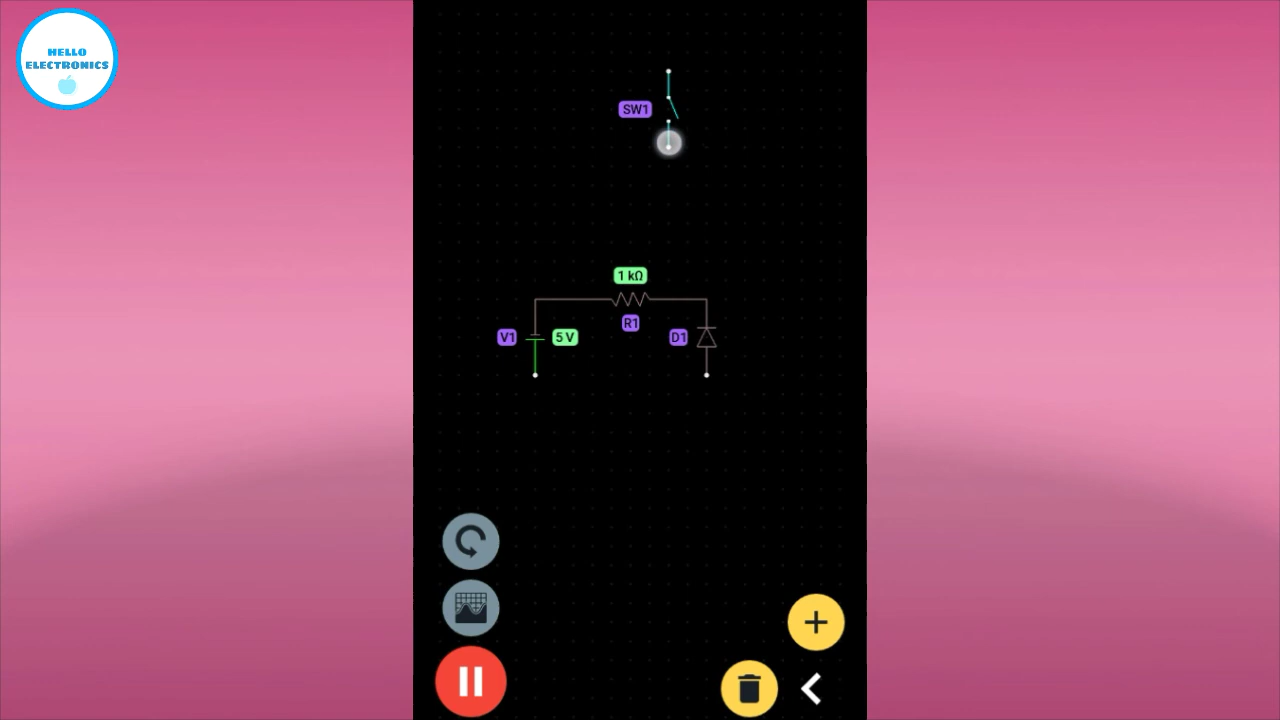 HELLO
ELECTRONICS
SW1
1 kΩ
R1
V1
5 V
D1